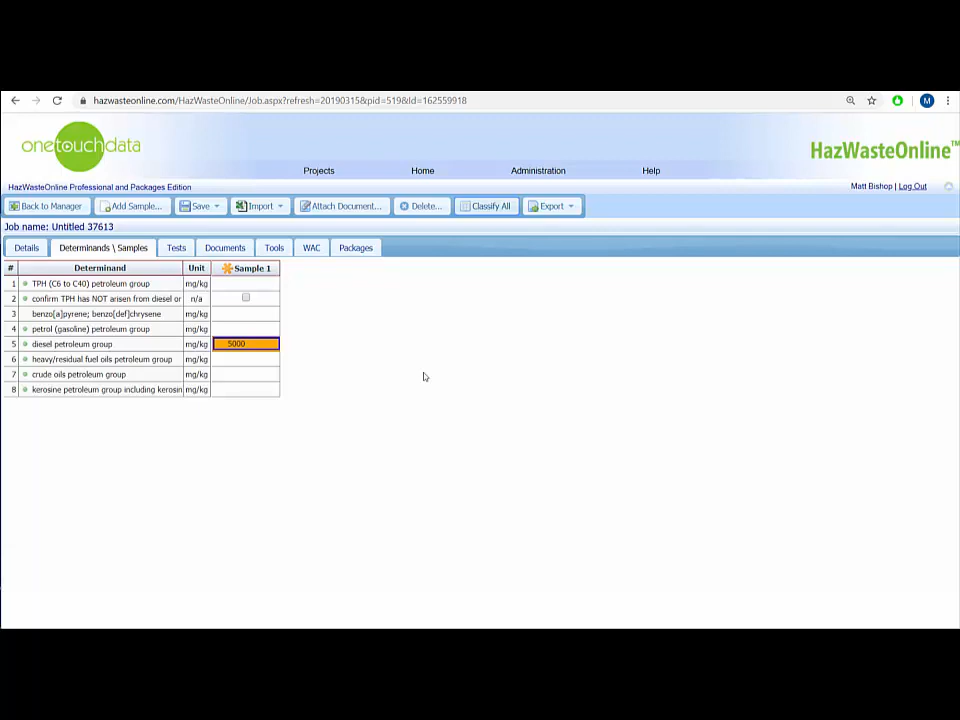 hazwasteonline.com/HazWasteOnline/Job.aspx?refresh=20190315&pid=519&Id=162559918
M
onetouchdata
HazWasteOnline™
Projects Home Administration Help
HazWasteOnline Professional and Packages Edition
Matt Bishop | Log Out
Back to Manager Add Sample... Save Import Attach Document... Delete... Classify All Export
Job name: Untitled 37613
Details Determinands \ Samples Tests Documents Tools WAC Packages
# Determinand Unit Sample 1
1 TPH (C6 to C40) petroleum group mg/kg
2 confirm TPH has NOT arisen from diesel or n/a
3 benzo[a]pyrene; benzo[def]chrysene mg/kg
4 petrol (gasoline) petroleum group mg/kg
5 diesel petroleum group mg/kg 5000
6 heavy/residual fuel oils petroleum group mg/kg
7 crude oils petroleum group mg/kg
8 kerosine petroleum group including kerosin mg/kg